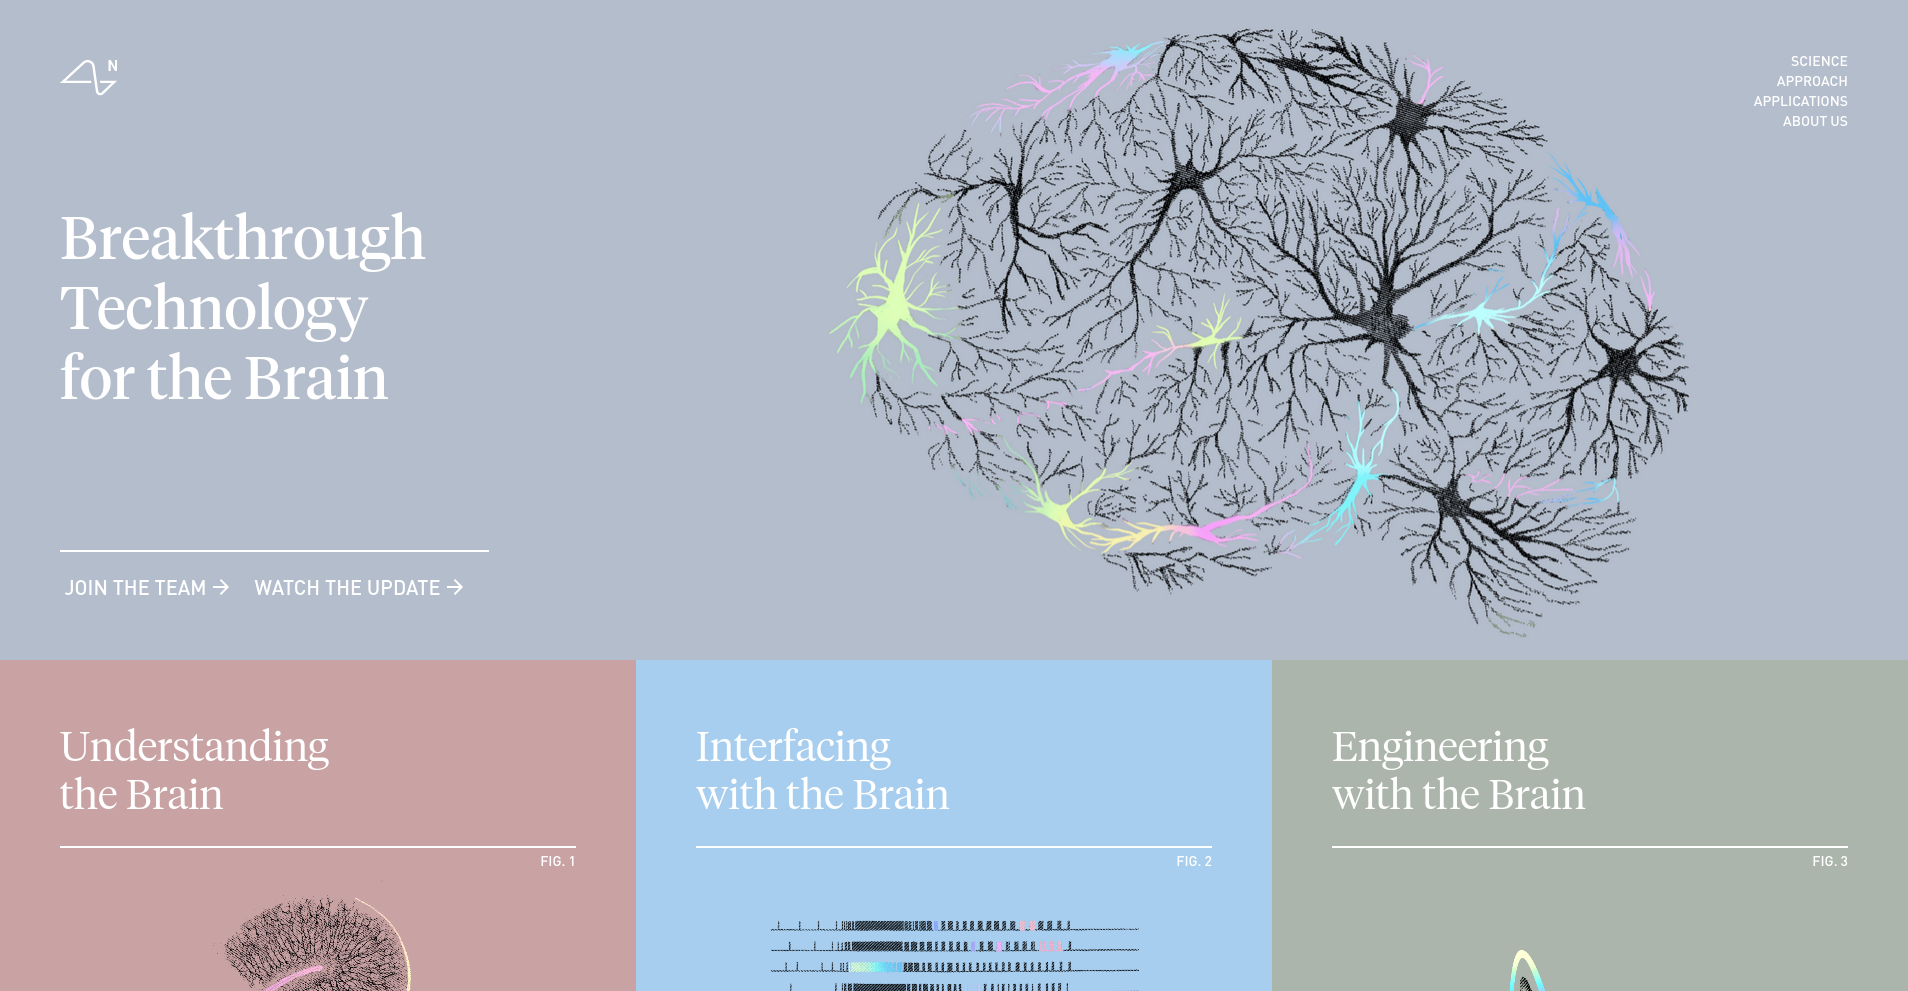 N
SCIENCE
APPROACH
APPLICATIONS
ABOUT US
Breakthrough
Technology
for the Brain
JOIN THE TEAM → WATCH THE UPDATE →
Understanding
the Brain
FIG. 1
Interfacing
with the Brain
FIG. 2
Engineering
with the Brain
FIG. 3